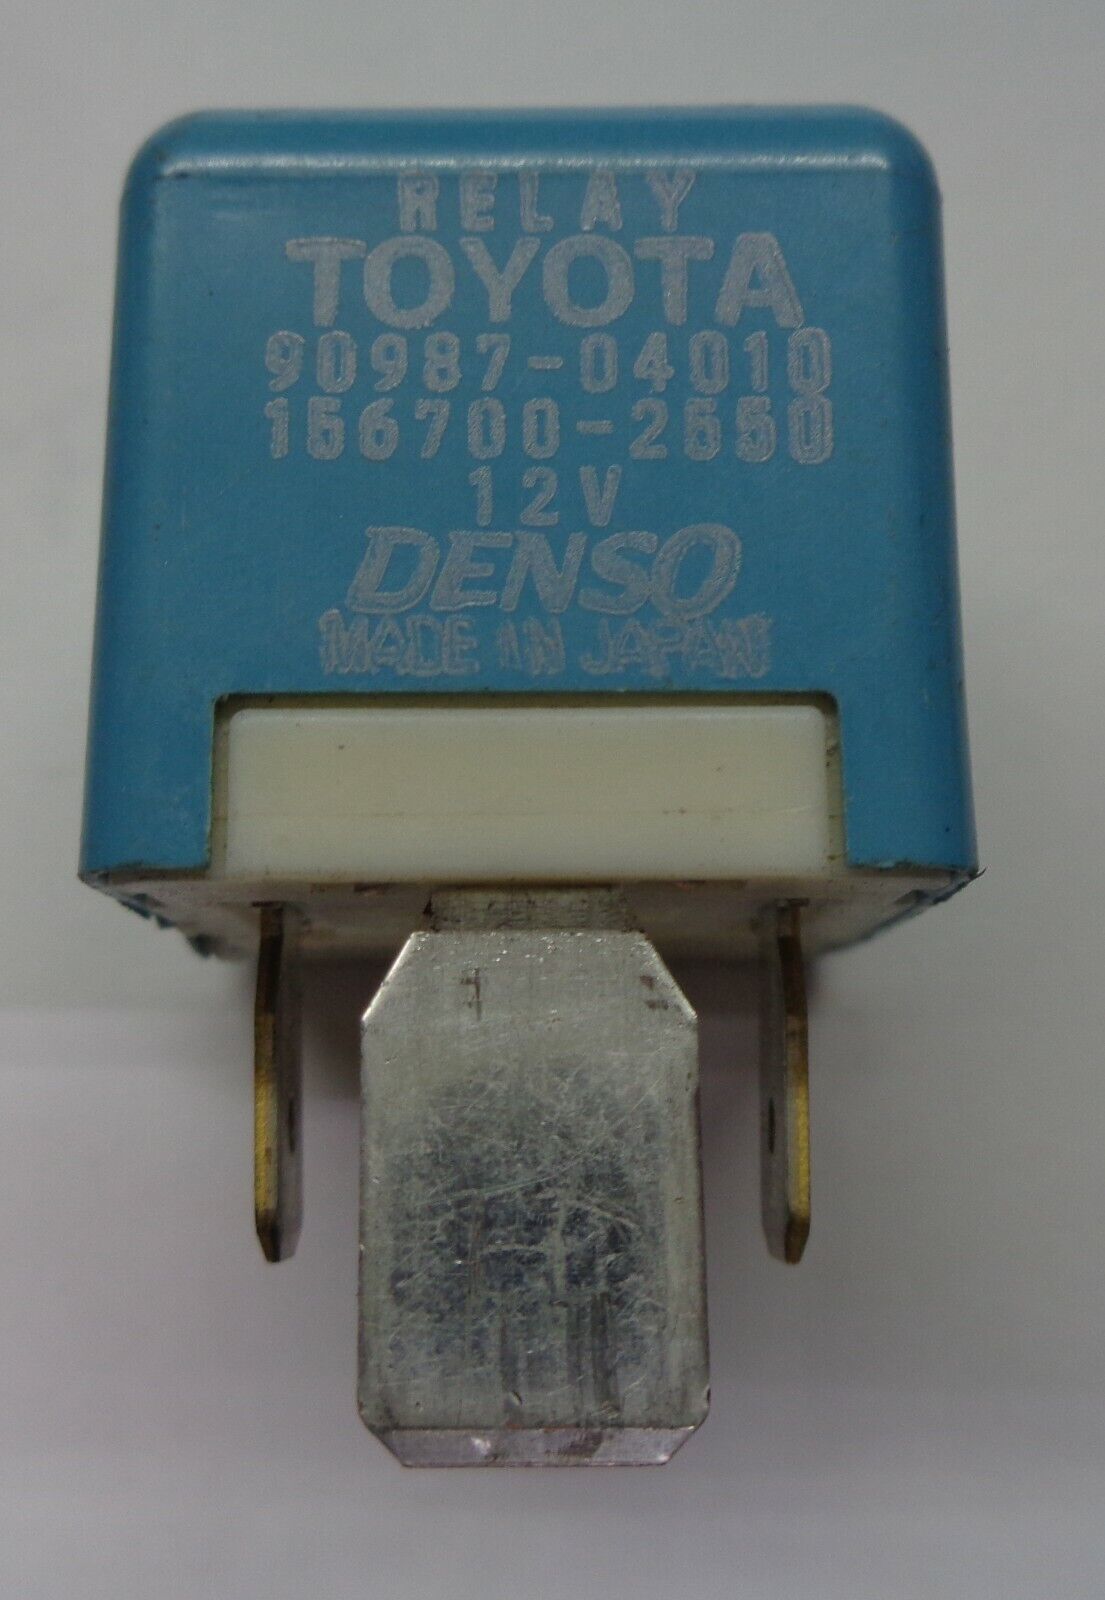 RELAY
TOYOTA
90987-04010
156700-2550
12V
DENSO
MADE IN JAPAN